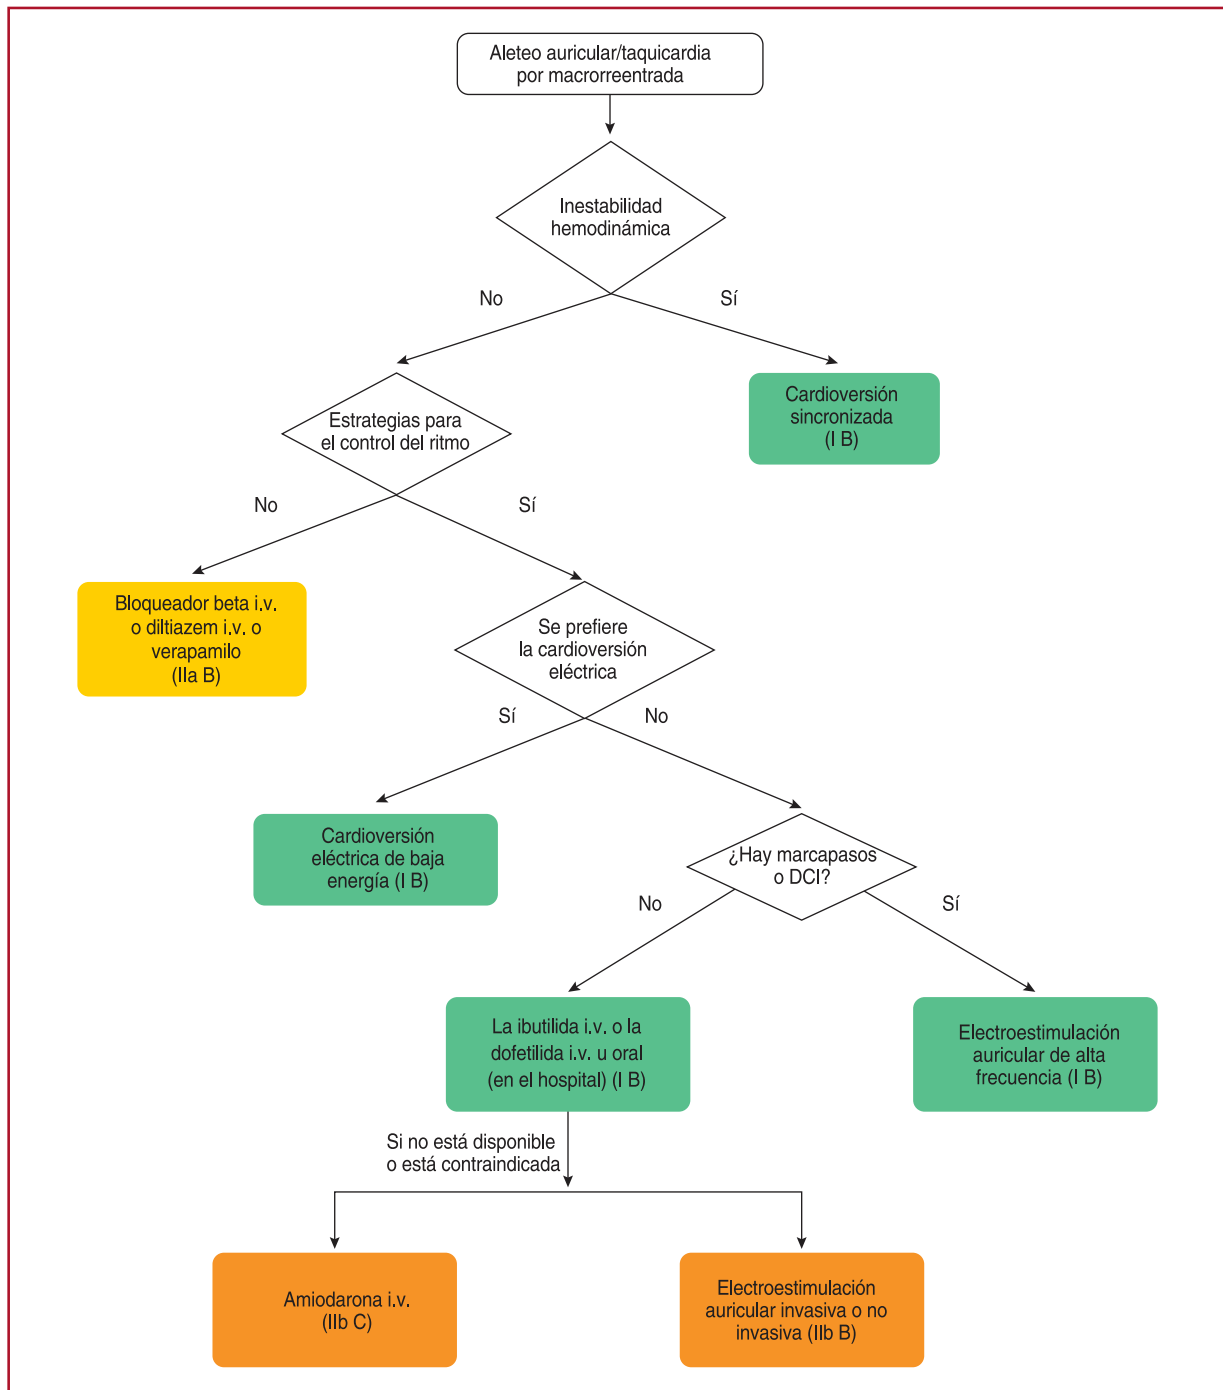 Aleteo auricular/taquicardia
por macrorreentrada
Inestabilidad
hemodinámica
No
Sí
Cardioversión
sincronizada
(I B)
Estrategias para
el control del ritmo
No
Sí
Bloqueador beta i.v.
o diltiazem i.v. o
verapamilo
(IIa B)
Se prefiere
la cardioversión
eléctrica
Sí
No
Cardioversión
eléctrica de baja
energía (I B)
¿Hay marcapasos
o DCI?
No
Sí
La ibutilida i.v. o la
dofetilida i.v. u oral
(en el hospital) (I B)
Electroestimulación
auricular de alta
frecuencia (I B)
Si no está disponible
o está contraindicada
Amiodarona i.v.
(IIb C)
Electroestimulación
auricular invasiva o no
invasiva (IIb B)